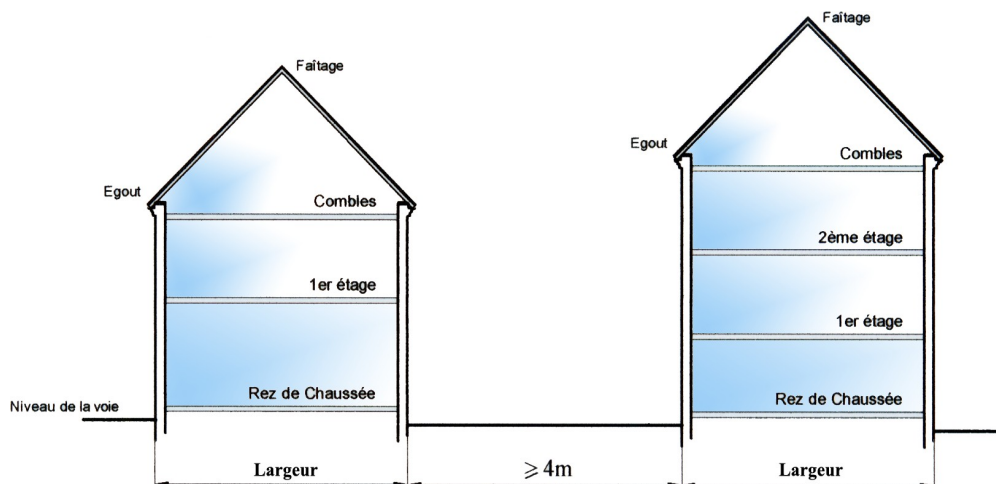 Faîtage
Egout
Combles
1er étage
Rez de Chaussée
Niveau de la voie
Largeur
⩾ 4m
Faîtage
Egout
Combles
2ème étage
1er étage
Rez de Chaussée
Largeur